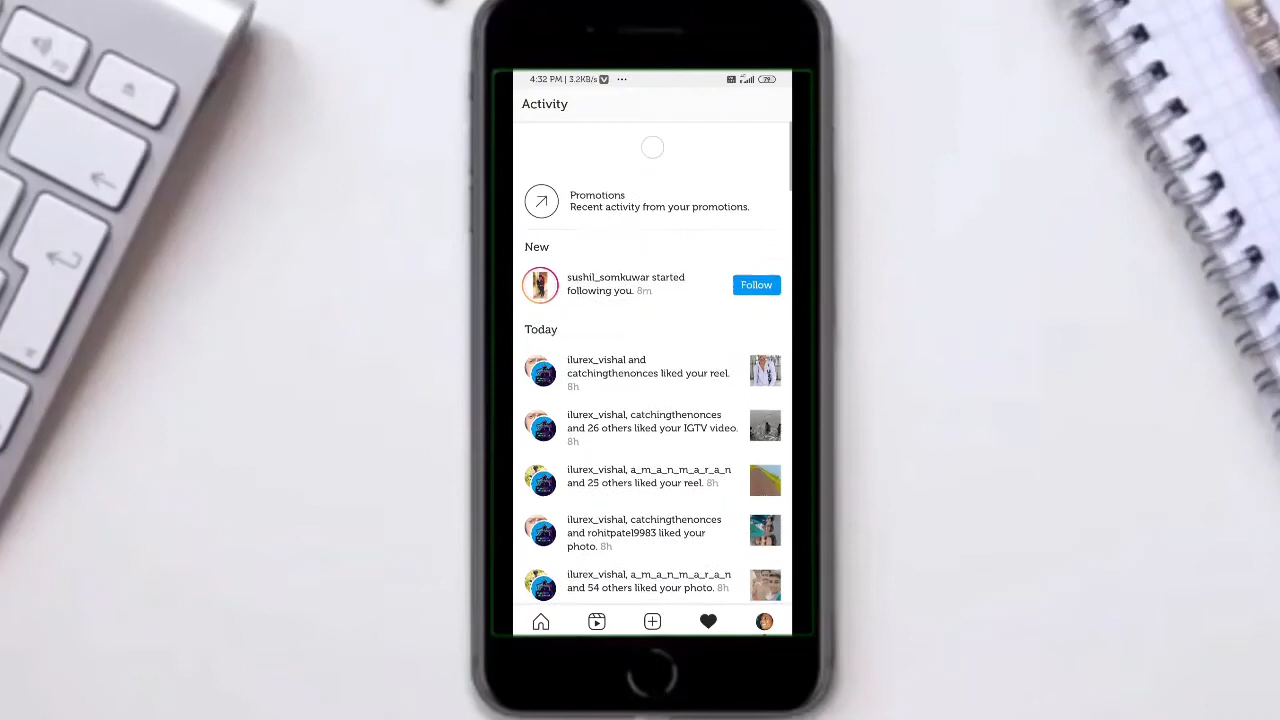 4:32 PM | 3.2KB/s
79
Activity
Promotions
Recent activity from your promotions.
New
sushil_somkuwar started
following you. 8m
Follow
Today
ilurex_vishal and
catchingthenonces liked your reel.
8h
ilurex_vishal, catchingthenonces
and 26 others liked your IGTV video.
8h
ilurex_vishal, a_m_a_n_m_a_r_a_n
and 25 others liked your reel. 8h
ilurex_vishal, catchingthenonces
and rohitpatel9983 liked your
photo. 8h
ilurex_vishal, a_m_a_n_m_a_r_a_n
and 54 others liked your photo. 8h